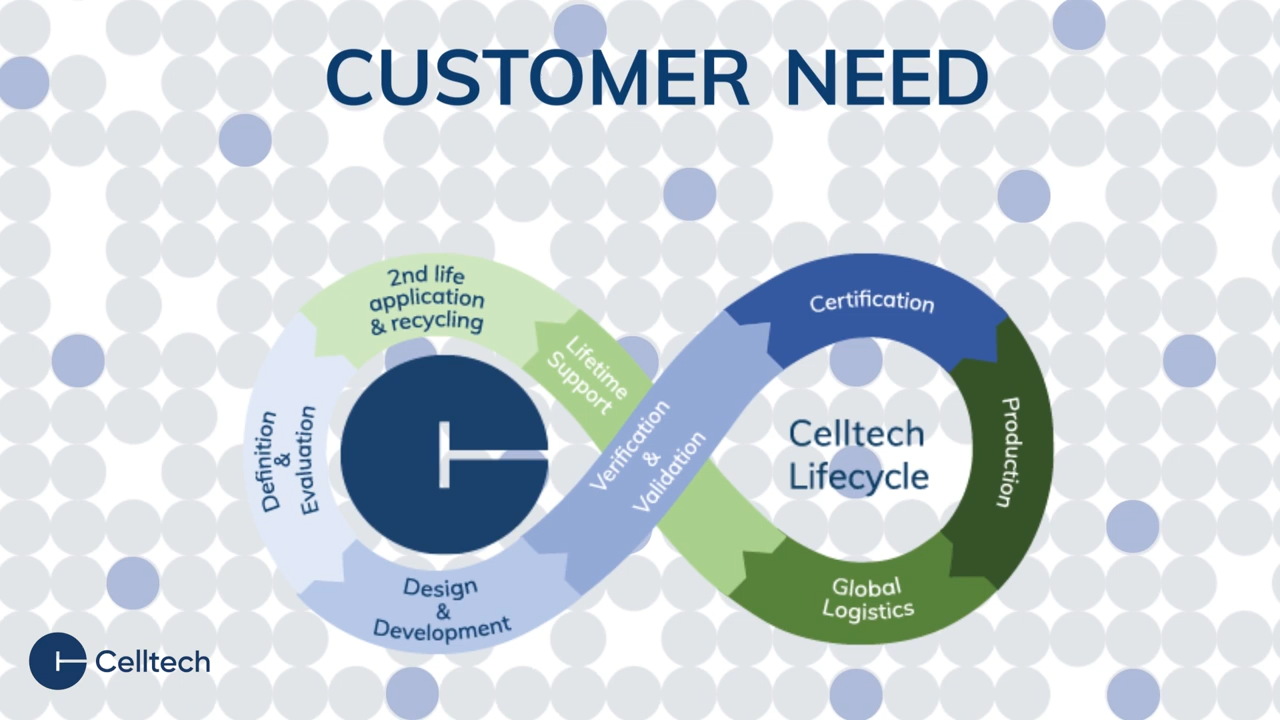 CUSTOMER NEED
2nd life
application
& recycling
Lifetime
Support
Certification
Definition
&
Evaluation
Verification
&
Validation
Celltech
Lifecycle
Production
Design
&
Development
Global
Logistics
Celltech